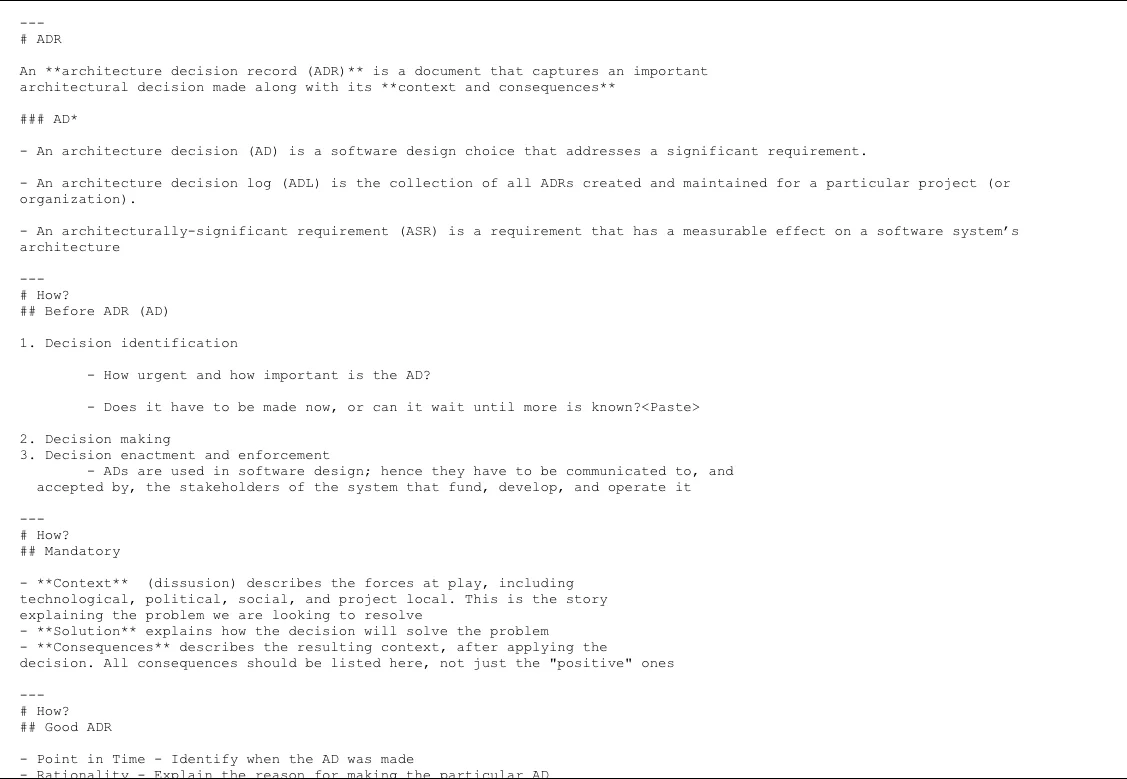 ---
# ADR
An **architecture decision record (ADR)** is a document that captures an important
architectural decision made along with its **context and consequences**
### AD*
- An architecture decision (AD) is a software design choice that addresses a significant requirement.
- An architecture decision log (ADL) is the collection of all ADRs created and maintained for a particular project (or
organization).
- An architecturally-significant requirement (ASR) is a requirement that has a measurable effect on a software system’s
architecture
---
# How?
## Before ADR (AD)
1. Decision identification
- How urgent and how important is the AD?
- Does it have to be made now, or can it wait until more is known?<Paste>
2. Decision making
3. Decision enactment and enforcement
- ADs are used in software design; hence they have to be communicated to, and
accepted by, the stakeholders of the system that fund, develop, and operate it
---
# How?
## Mandatory
- **Context**  (dissusion) describes the forces at play, including
technological, political, social, and project local. This is the story
explaining the problem we are looking to resolve
- **Solution** explains how the decision will solve the problem
- **Consequences** describes the resulting context, after applying the
decision. All consequences should be listed here, not just the "positive" ones
---
# How?
## Good ADR
- Point in Time - Identify when the AD was made
- Rationality - Explain the reason for making the particular AD